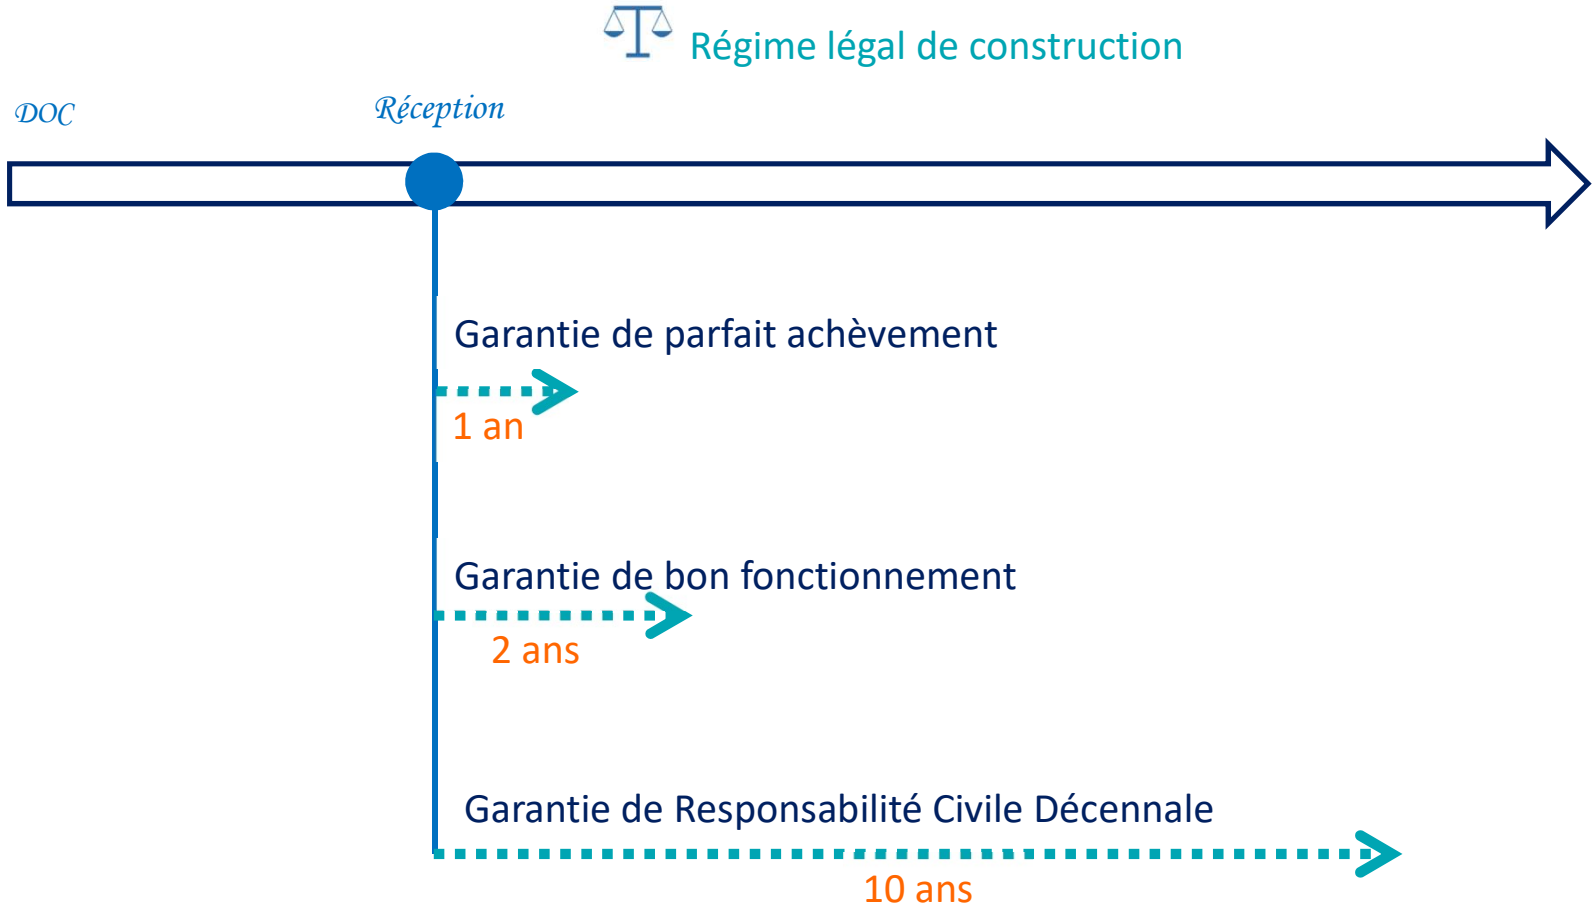 Régime légal de construction
DOC
Réception
Garantie de parfait achèvement
1 an
Garantie de bon fonctionnement
2 ans
Garantie de Responsabilité Civile Décennale
10 ans